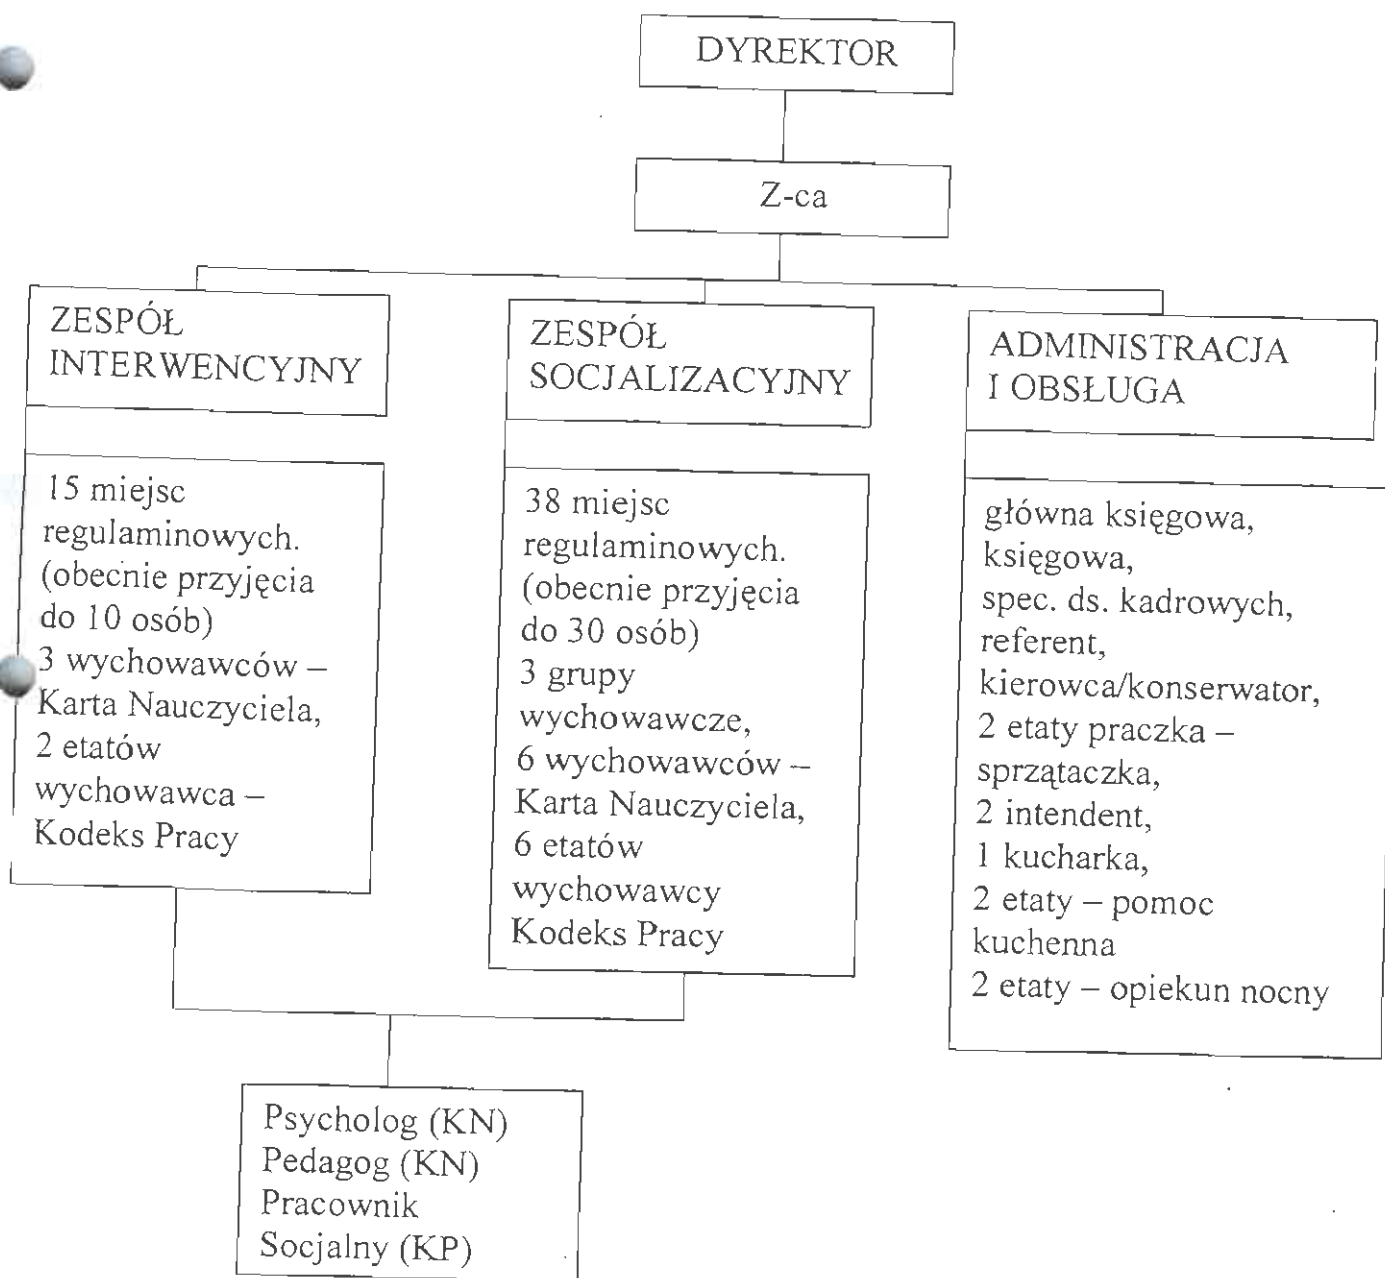 DYREKTOR
Z-ca
ZESPÓŁ
INTERWENCYJNY
15 miejsc
regulaminowych.
(obecnie przyjęcia
do 10 osób)
3 wychowawców –
Karta Nauczyciela,
2 etatów
wychowawca –
Kodeks Pracy
ZESPÓŁ
SOCJALIZACYJNY
38 miejsc
regulaminowych.
(obecnie przyjęcia
do 30 osób)
3 grupy
wychowawcze,
6 wychowawców –
Karta Nauczyciela,
6 etatów
wychowawcy
Kodeks Pracy
ADMINISTRACJA
I OBSŁUGA
główna księgowa,
księgowa,
spec. ds. kadrowych,
referent,
kierowca/konserwator,
2 etaty praczka –
sprzątaczka,
2 intendent,
1 kucharka,
2 etaty – pomoc
kuchenna
2 etaty – opiekun nocny
Psycholog (KN)
Pedagog (KN)
Pracownik
Socjalny (KP)